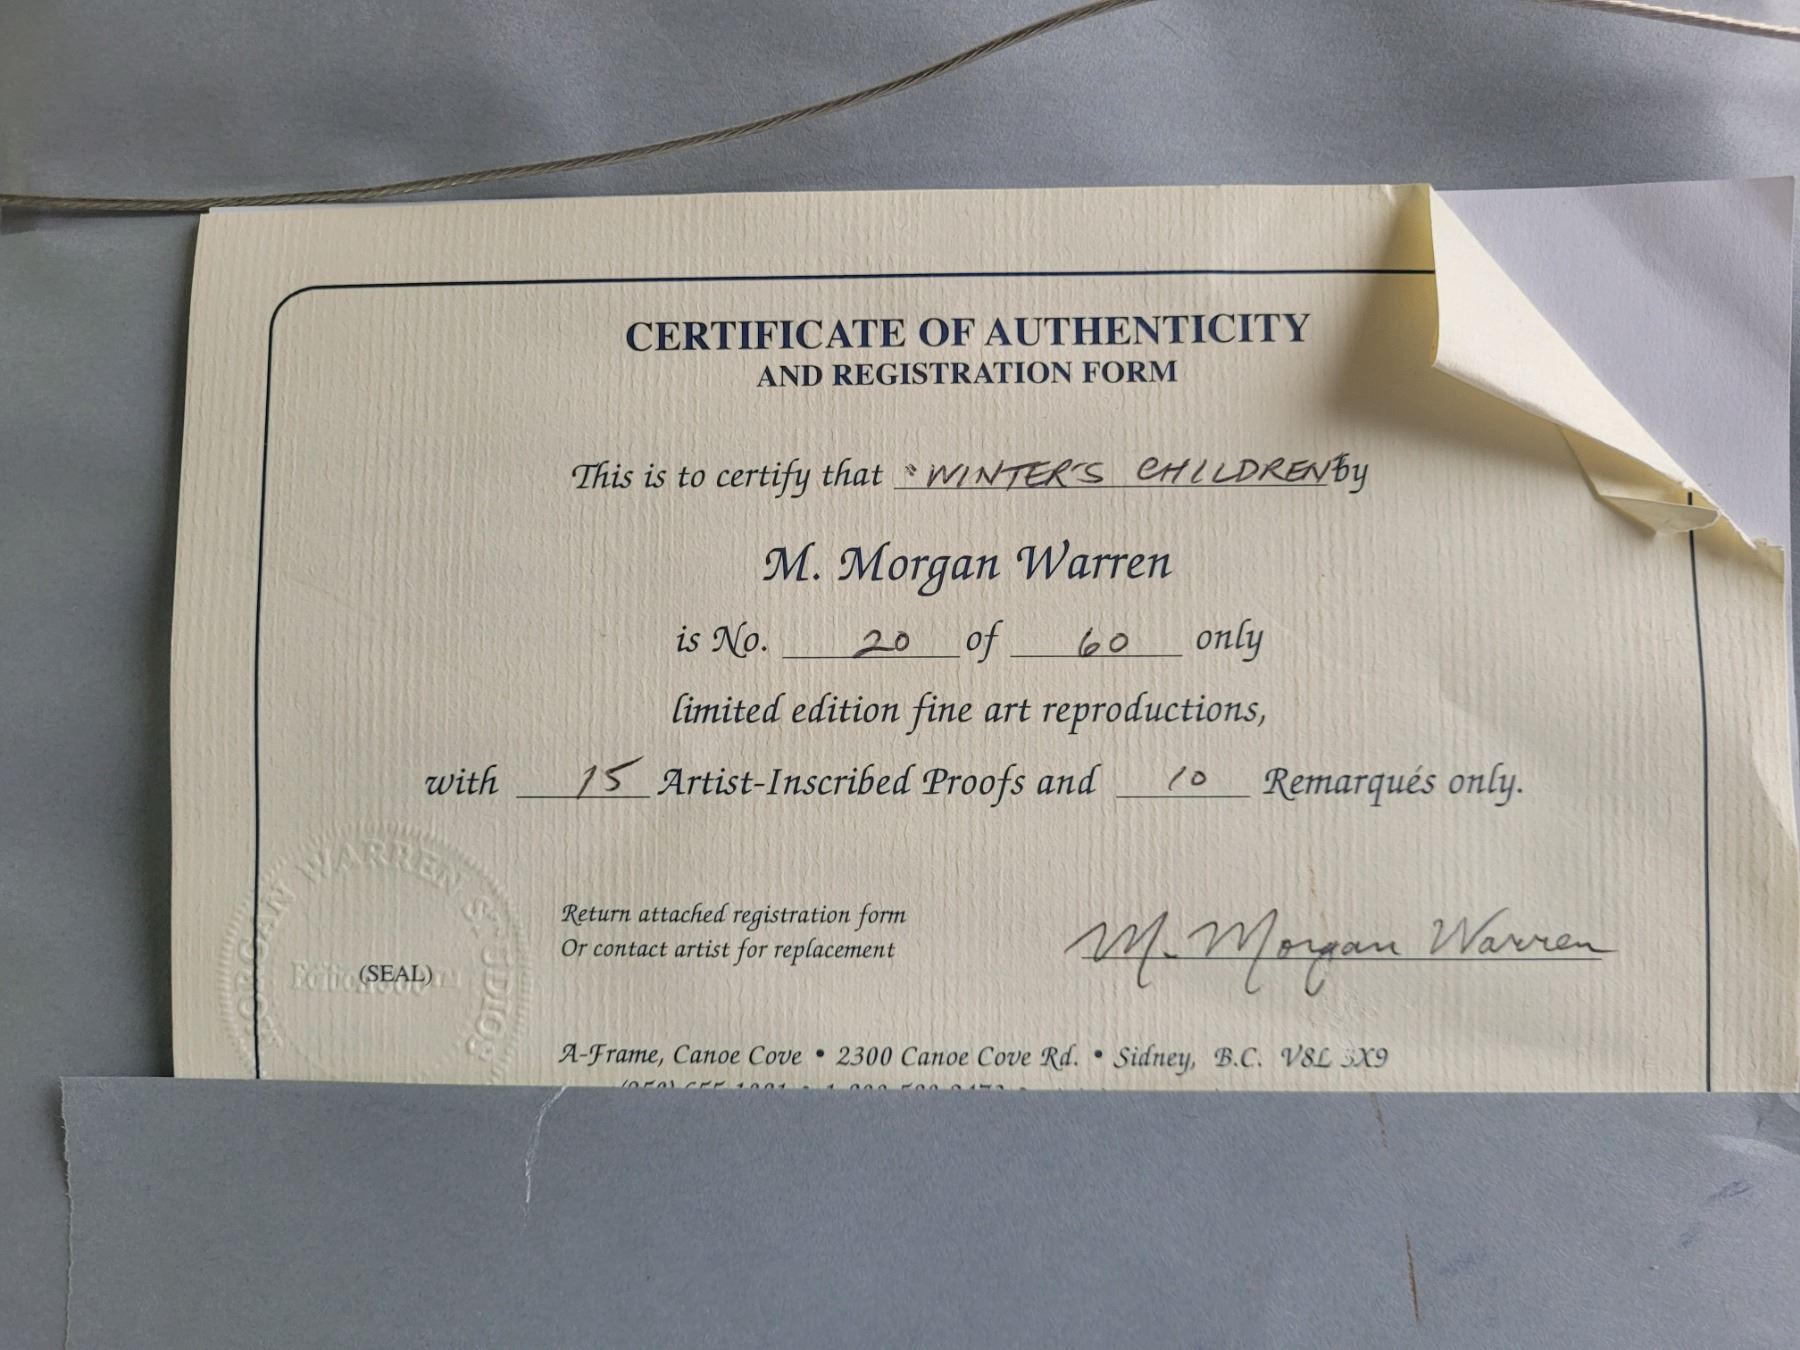 CERTIFICATE OF AUTHENTICITY
AND REGISTRATION FORM
This is to certify that "WINTER'S CHILDREN" by
M. Morgan Warren
is No. 20 of 60 only
limited edition fine art reproductions,
with 15 Artist-Inscribed Proofs and 10 Remarqués only.
MORGAN WARREN STUDIOS
(SEAL)
Return attached registration form
Or contact artist for replacement
M. Morgan Warren
A-Frame, Canoe Cove • 2300 Canoe Cove Rd. • Sidney, B.C. V8L 3X9